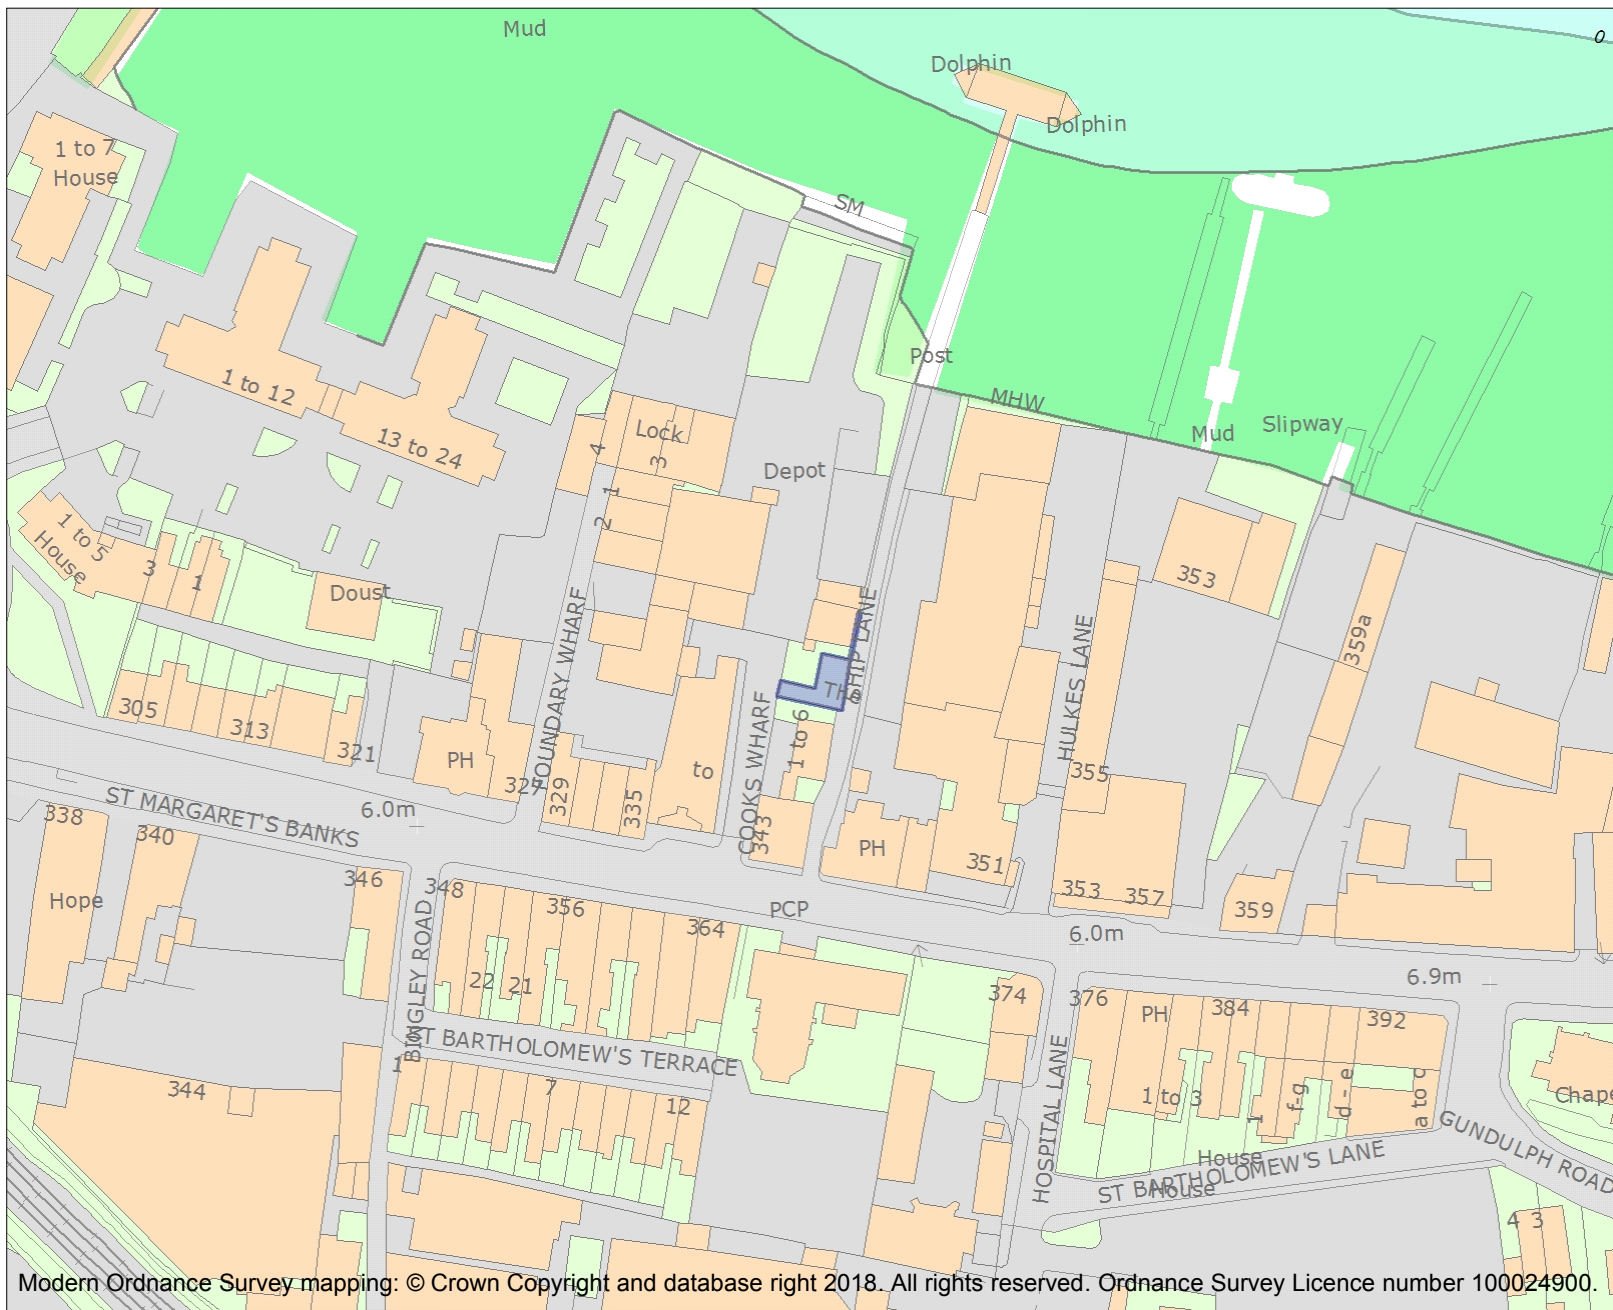 Mud
0
Dolphin
Dolphin
1 to 7
House
SM
Post
MHW
1 to 12
13 to 24
Lock
3
4
1
2
Depot
Mud
Slipway
353
1 to 5
House
3
1
Doust
FOUNDARY WHARF
SHIP LANE
The
HULKES LANE
359a
305
313
321
PH
327
329
335
to
COOKS WHARF
1 to 6
343
PH
351
355
353
357
359
6.0m
ST MARGARET'S BANKS
338
340
346
348
356
364
PCP
6.0m
6.9m
Hope
BINGLEY ROAD
22
21
374
376
PH
384
392
ST BARTHOLOMEW'S TERRACE
1
7
12
344
HOSPITAL LANE
1 to 3
1
f-g
d - e
a to c
Chape
GUNDULPH ROAD
House
ST BARTHOLOMEW'S LANE
House
4
3
Modern Ordnance Survey mapping: © Crown Copyright and database right 2018. All rights reserved. Ordnance Survey Licence number 100024900.